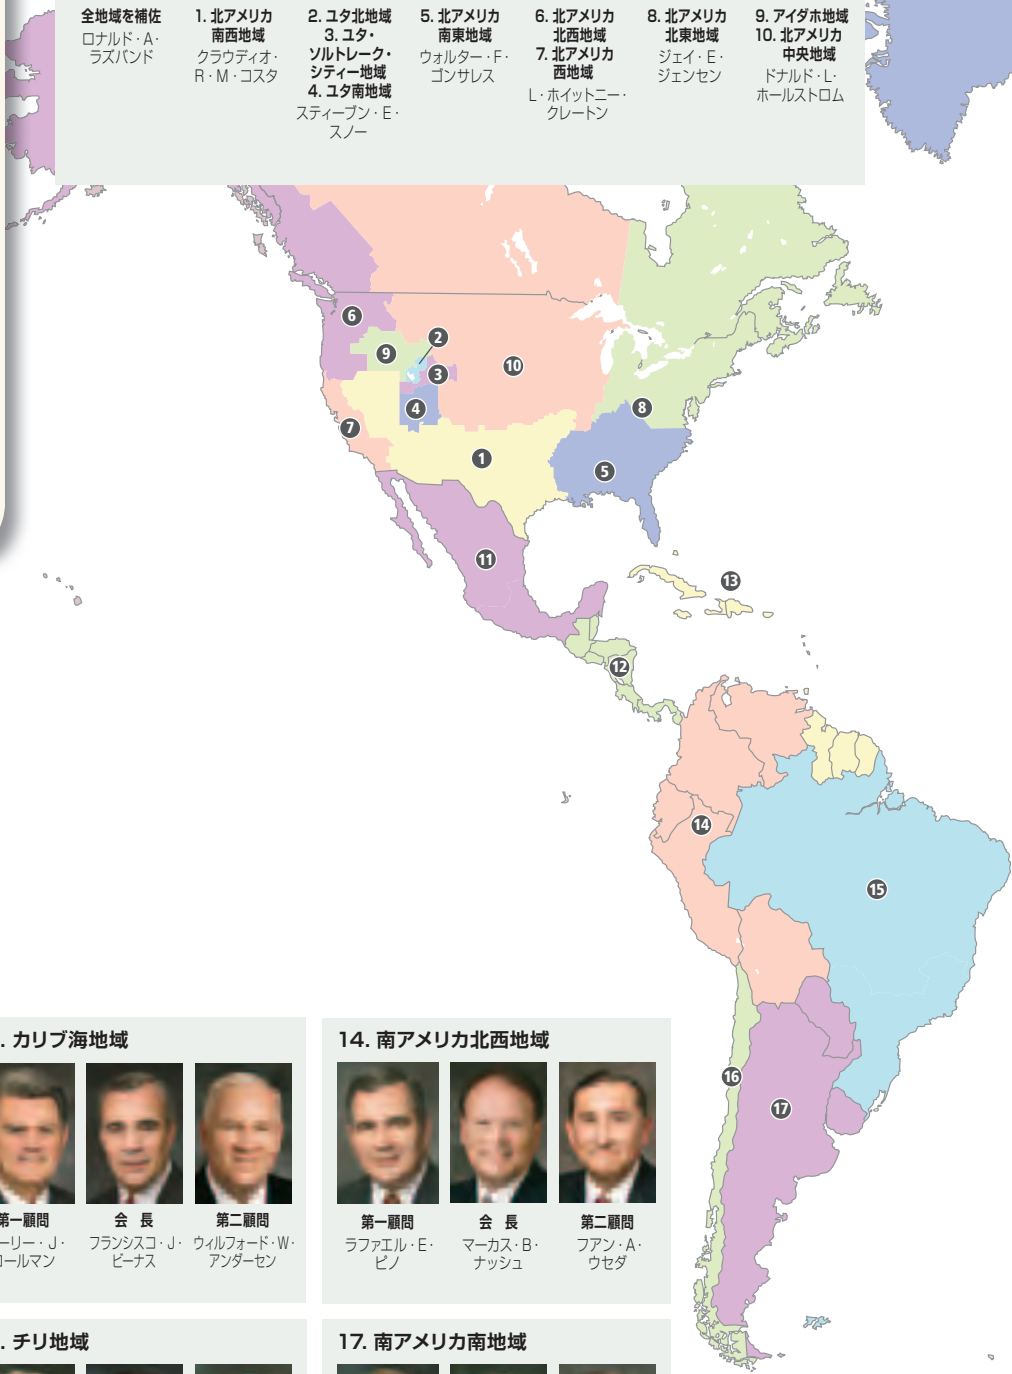 全地域を補佐
ロナルド・A・
ラズバンド
1. 北アメリカ
南西地域
クラウディオ・
R・M・コスタ
2. ユタ北地域
3. ユタ・
ソルトレーク・
シティー地域
4. ユタ南地域
スティーブン・E・
スノー
5. 北アメリカ
南東地域
ウォルター・F・
ゴンサレス
6. 北アメリカ
北西地域
7. 北アメリカ
西地域
L・ホイットニー・
クレートン
8. 北アメリカ
北東地域
ジェイ・E・
ジェンセン
9. アイダホ地域
10. 北アメリカ
中央地域
ドナルド・L・
ホールストロム
6
2
9
3
10
4
8
7
1
5
11
13
12
14
15
16
17
. カリブ海地域
第一顧問
ーリー・J・
ールマン
会 長
フランシスコ・J・
ビーナス
第二顧問
ウィルフォード・W・
アンダーセン
14. 南アメリカ北西地域
第一顧問
ラファエル・E・
ピノ
会 長
マーカス・B・
ナッシュ
第二顧問
フアン・A・
ウセダ
. チリ地域
17. 南アメリカ南地域